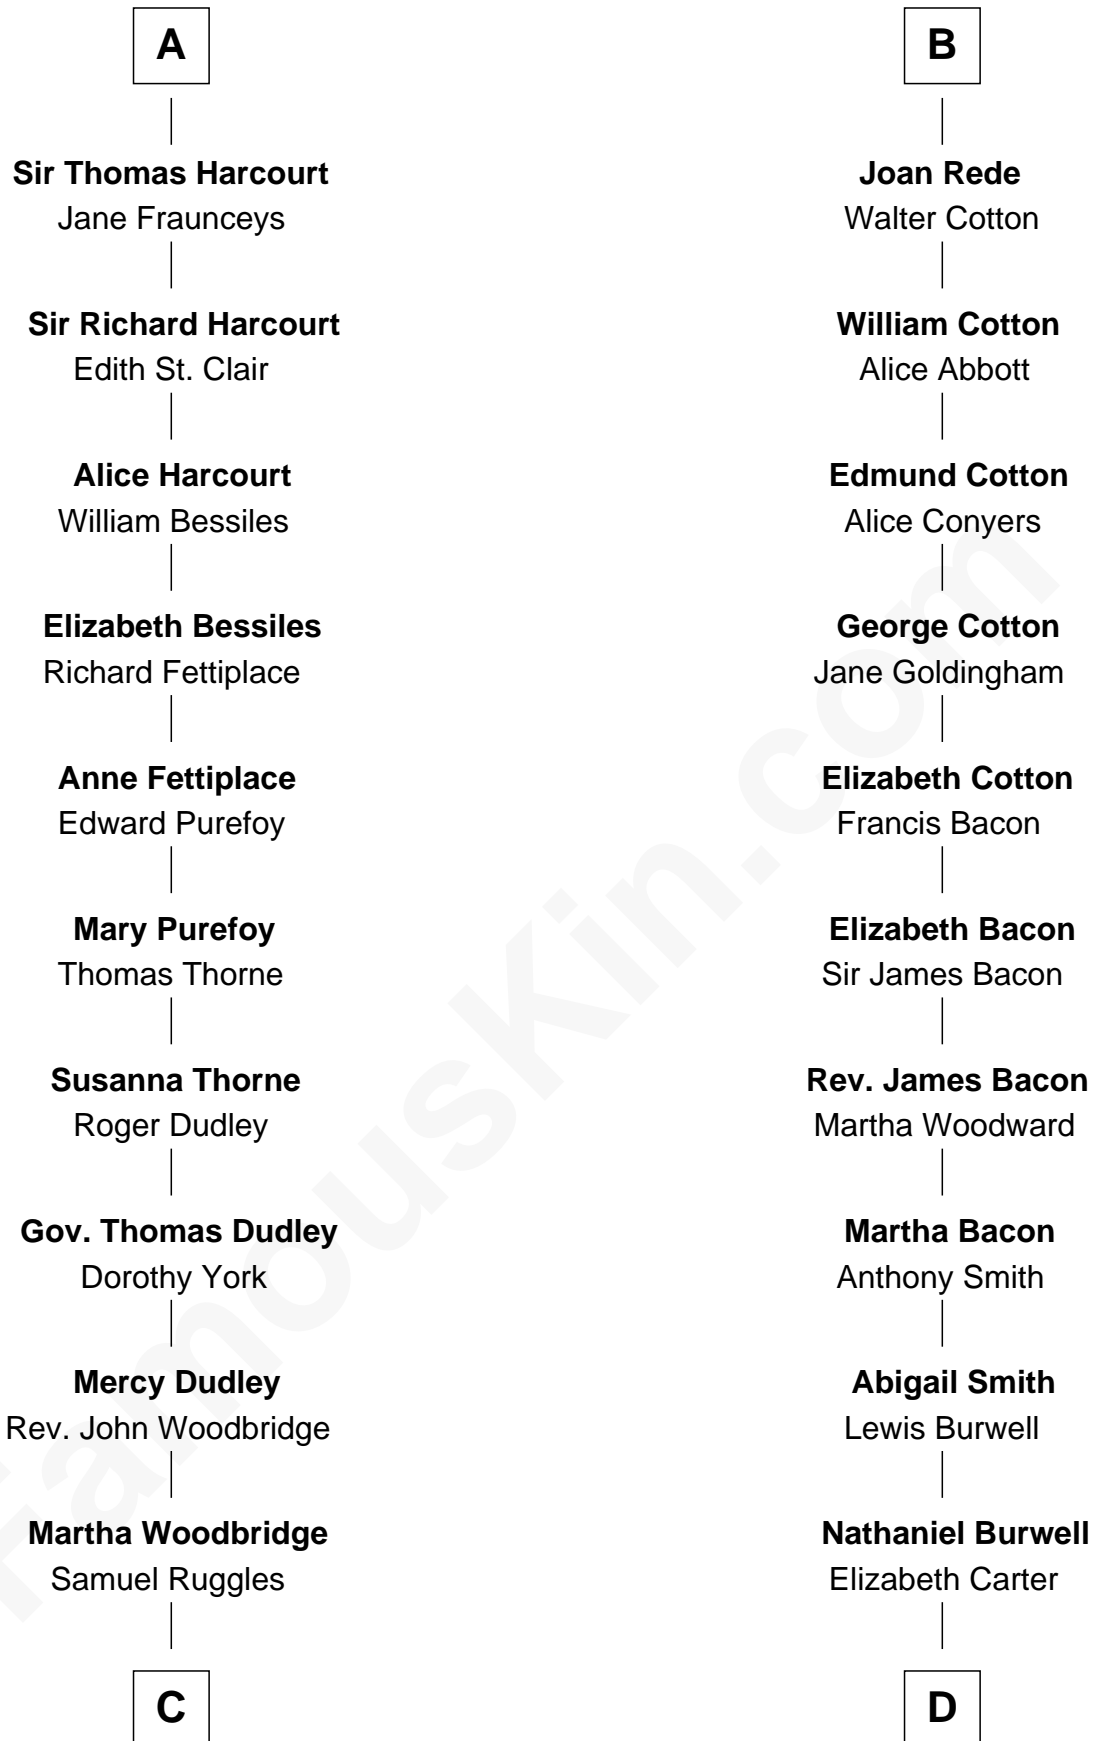 A
Sir Thomas Harcourt
Jane Fraunceys
Sir Richard Harcourt
Edith St. Clair
Alice Harcourt
William Bessiles
Elizabeth Bessiles
Richard Fettiplace
Anne Fettiplace
Edward Purefoy
Mary Purefoy
Thomas Thorne
Susanna Thorne
Roger Dudley
Gov. Thomas Dudley
Dorothy York
Mercy Dudley
Rev. John Woodbridge
Martha Woodbridge
Samuel Ruggles
C
B
Joan Rede
Walter Cotton
William Cotton
Alice Abbott
Edmund Cotton
Alice Conyers
George Cotton
Jane Goldingham
Elizabeth Cotton
Francis Bacon
Elizabeth Bacon
Sir James Bacon
Rev. James Bacon
Martha Woodward
Martha Bacon
Anthony Smith
Abigail Smith
Lewis Burwell
Nathaniel Burwell
Elizabeth Carter
D
FamousKin.com